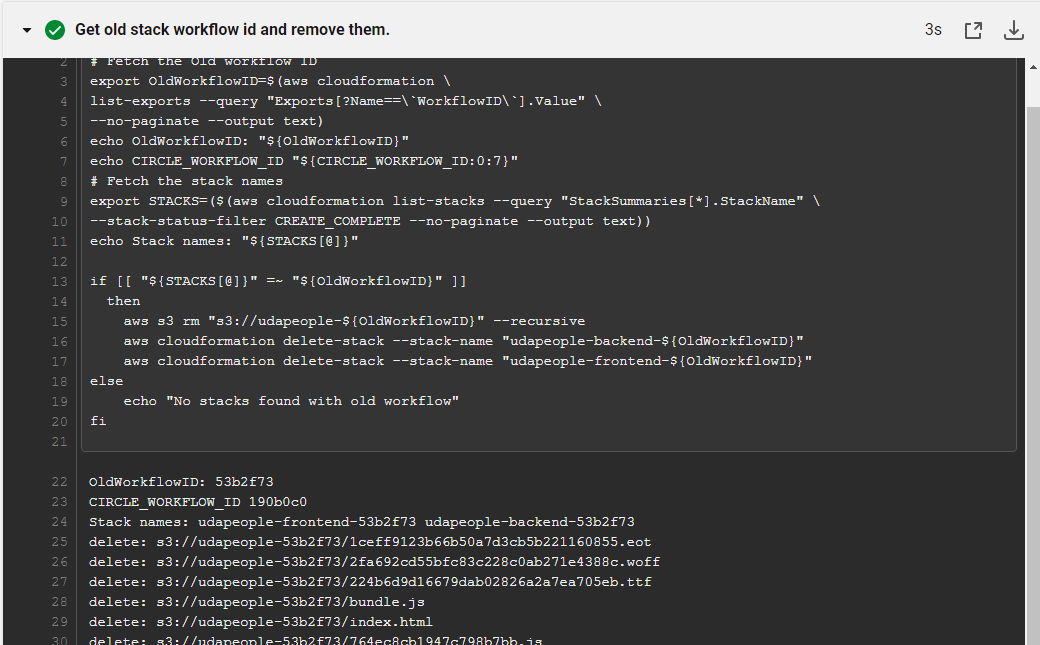 Get old stack workflow id and remove them.
3s
2 # Fetch the Old workflow ID
3 export OldWorkflowID=$(aws cloudformation \
4 list-exports --query "Exports[?Name==\`WorkflowID\`].Value" \
5 --no-paginate --output text)
6 echo OldWorkflowID: "${OldWorkflowID}"
7 echo CIRCLE_WORKFLOW_ID "${CIRCLE_WORKFLOW_ID:0:7}"
8 # Fetch the stack names
9 export STACKS=($(aws cloudformation list-stacks --query "StackSummaries[*].StackName" \
10 --stack-status-filter CREATE_COMPLETE --no-paginate --output text))
11 echo Stack names: "${STACKS[@]}"
12
13 if [[ "${STACKS[@]}" =~ "${OldWorkflowID}" ]]
14   then
15     aws s3 rm "s3://udapeople-${OldWorkflowID}" --recursive
16     aws cloudformation delete-stack --stack-name "udapeople-backend-${OldWorkflowID}"
17     aws cloudformation delete-stack --stack-name "udapeople-frontend-${OldWorkflowID}"
18 else
19     echo "No stacks found with old workflow"
20 fi
21
22 OldWorkflowID: 53b2f73
23 CIRCLE_WORKFLOW_ID 190b0c0
24 Stack names: udapeople-frontend-53b2f73 udapeople-backend-53b2f73
25 delete: s3://udapeople-53b2f73/1ceff9123b66b50a7d3cb5b221160855.eot
26 delete: s3://udapeople-53b2f73/2fa692cd55bfc83c228c0ab271e4388c.woff
27 delete: s3://udapeople-53b2f73/224b6d9d16679dab02826a2a7ea705eb.ttf
28 delete: s3://udapeople-53b2f73/bundle.js
29 delete: s3://udapeople-53b2f73/index.html
30 delete: s3://udapeople-53b2f73/764ec8cb1947c798b7bb.js